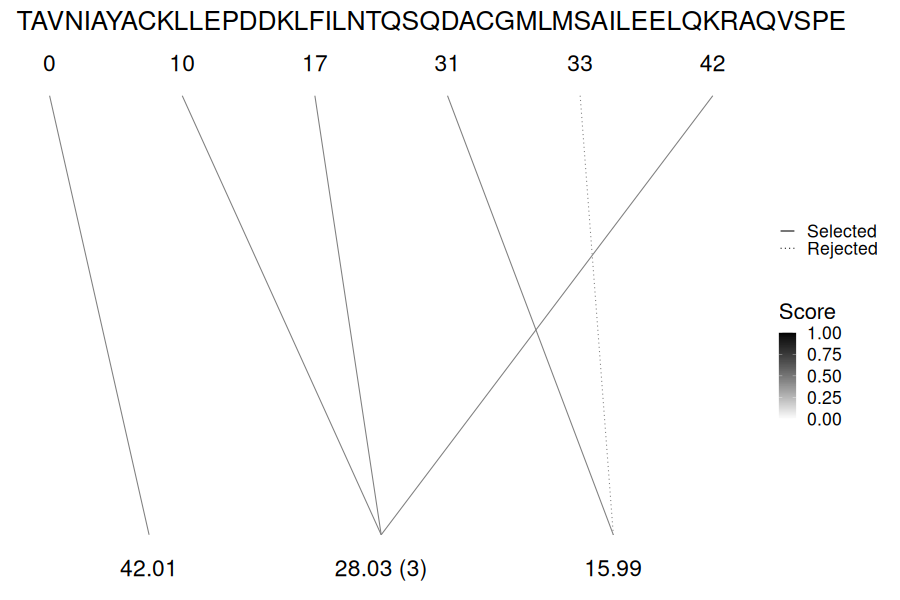 TAVNIAYACKLLEPDDKLFILNTQSQDACGMLMSAILEELQKRAQVSPE
0 10 17 31 33 42
Selected
Rejected
Score
1.00
0.75
0.50
0.25
0.00
42.01 28.03 (3) 15.99